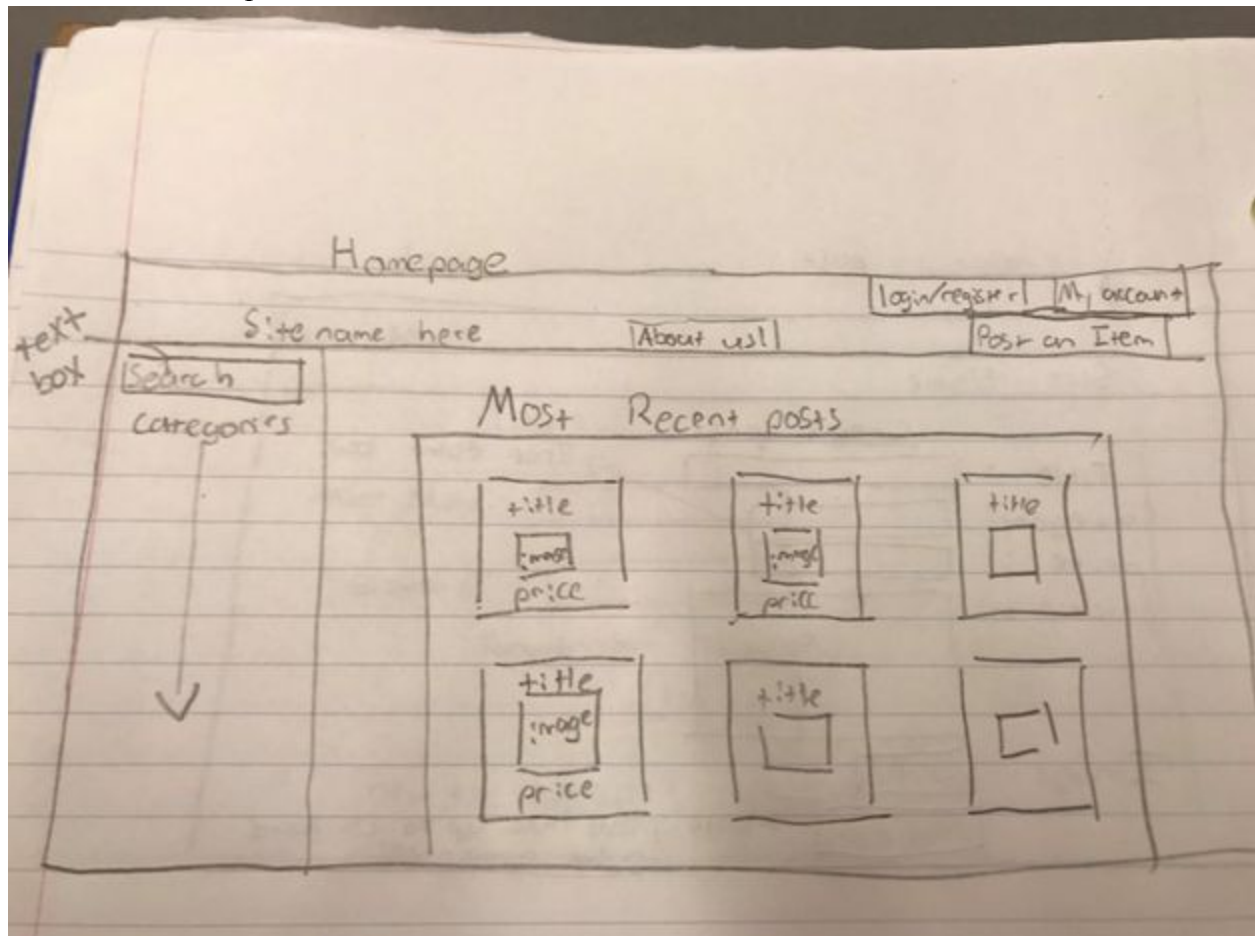 Homepage
login/register My account
Site name here About us! Post an Item
text
box
Search
categories
Most Recent posts
title title title
image image
price price
title title
image
price